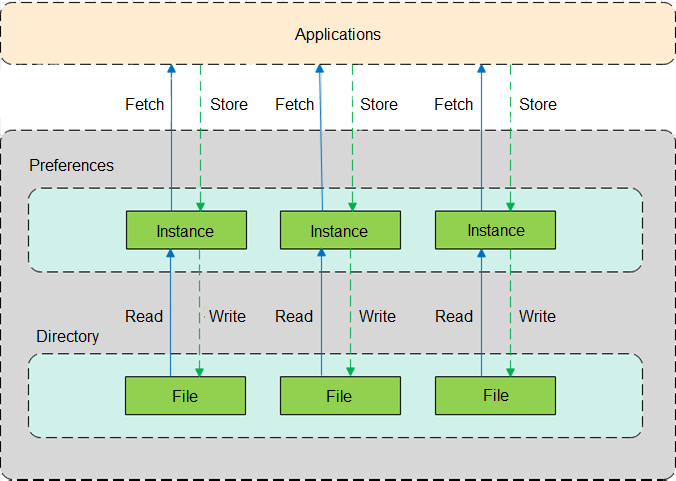 Applications
Fetch Store Fetch Store Fetch Store
Preferences
Instance Instance Instance
Read Write Read Write Read Write
Directory
File File File